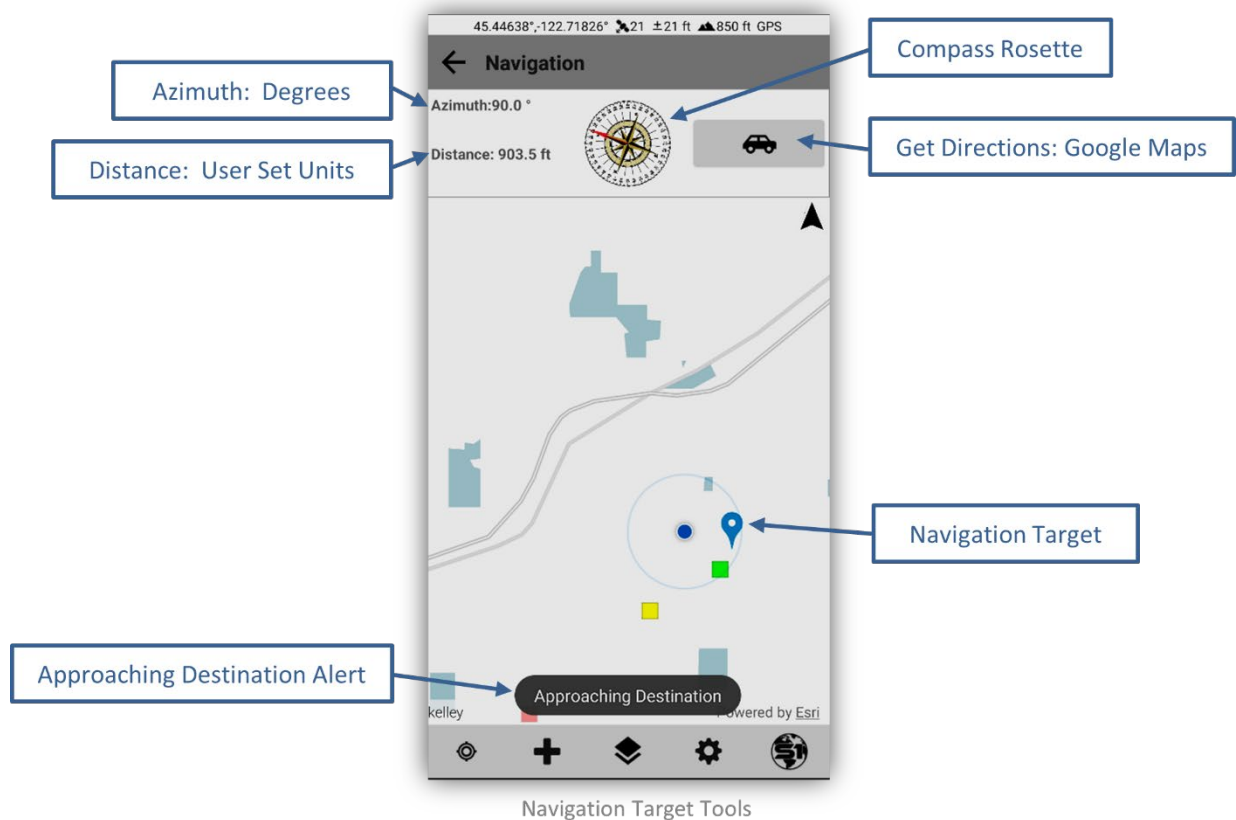 45.44638°,-122.71826° 21 ±21 ft 850 ft GPS
Compass Rosette
Navigation
Azimuth: Degrees
Azimuth:90.0 °
Get Directions: Google Maps
Distance: User Set Units
Distance: 903.5 ft
Navigation Target
Approaching Destination Alert
Approaching Destination
kelley
Powered by Esri
S1
Navigation Target Tools